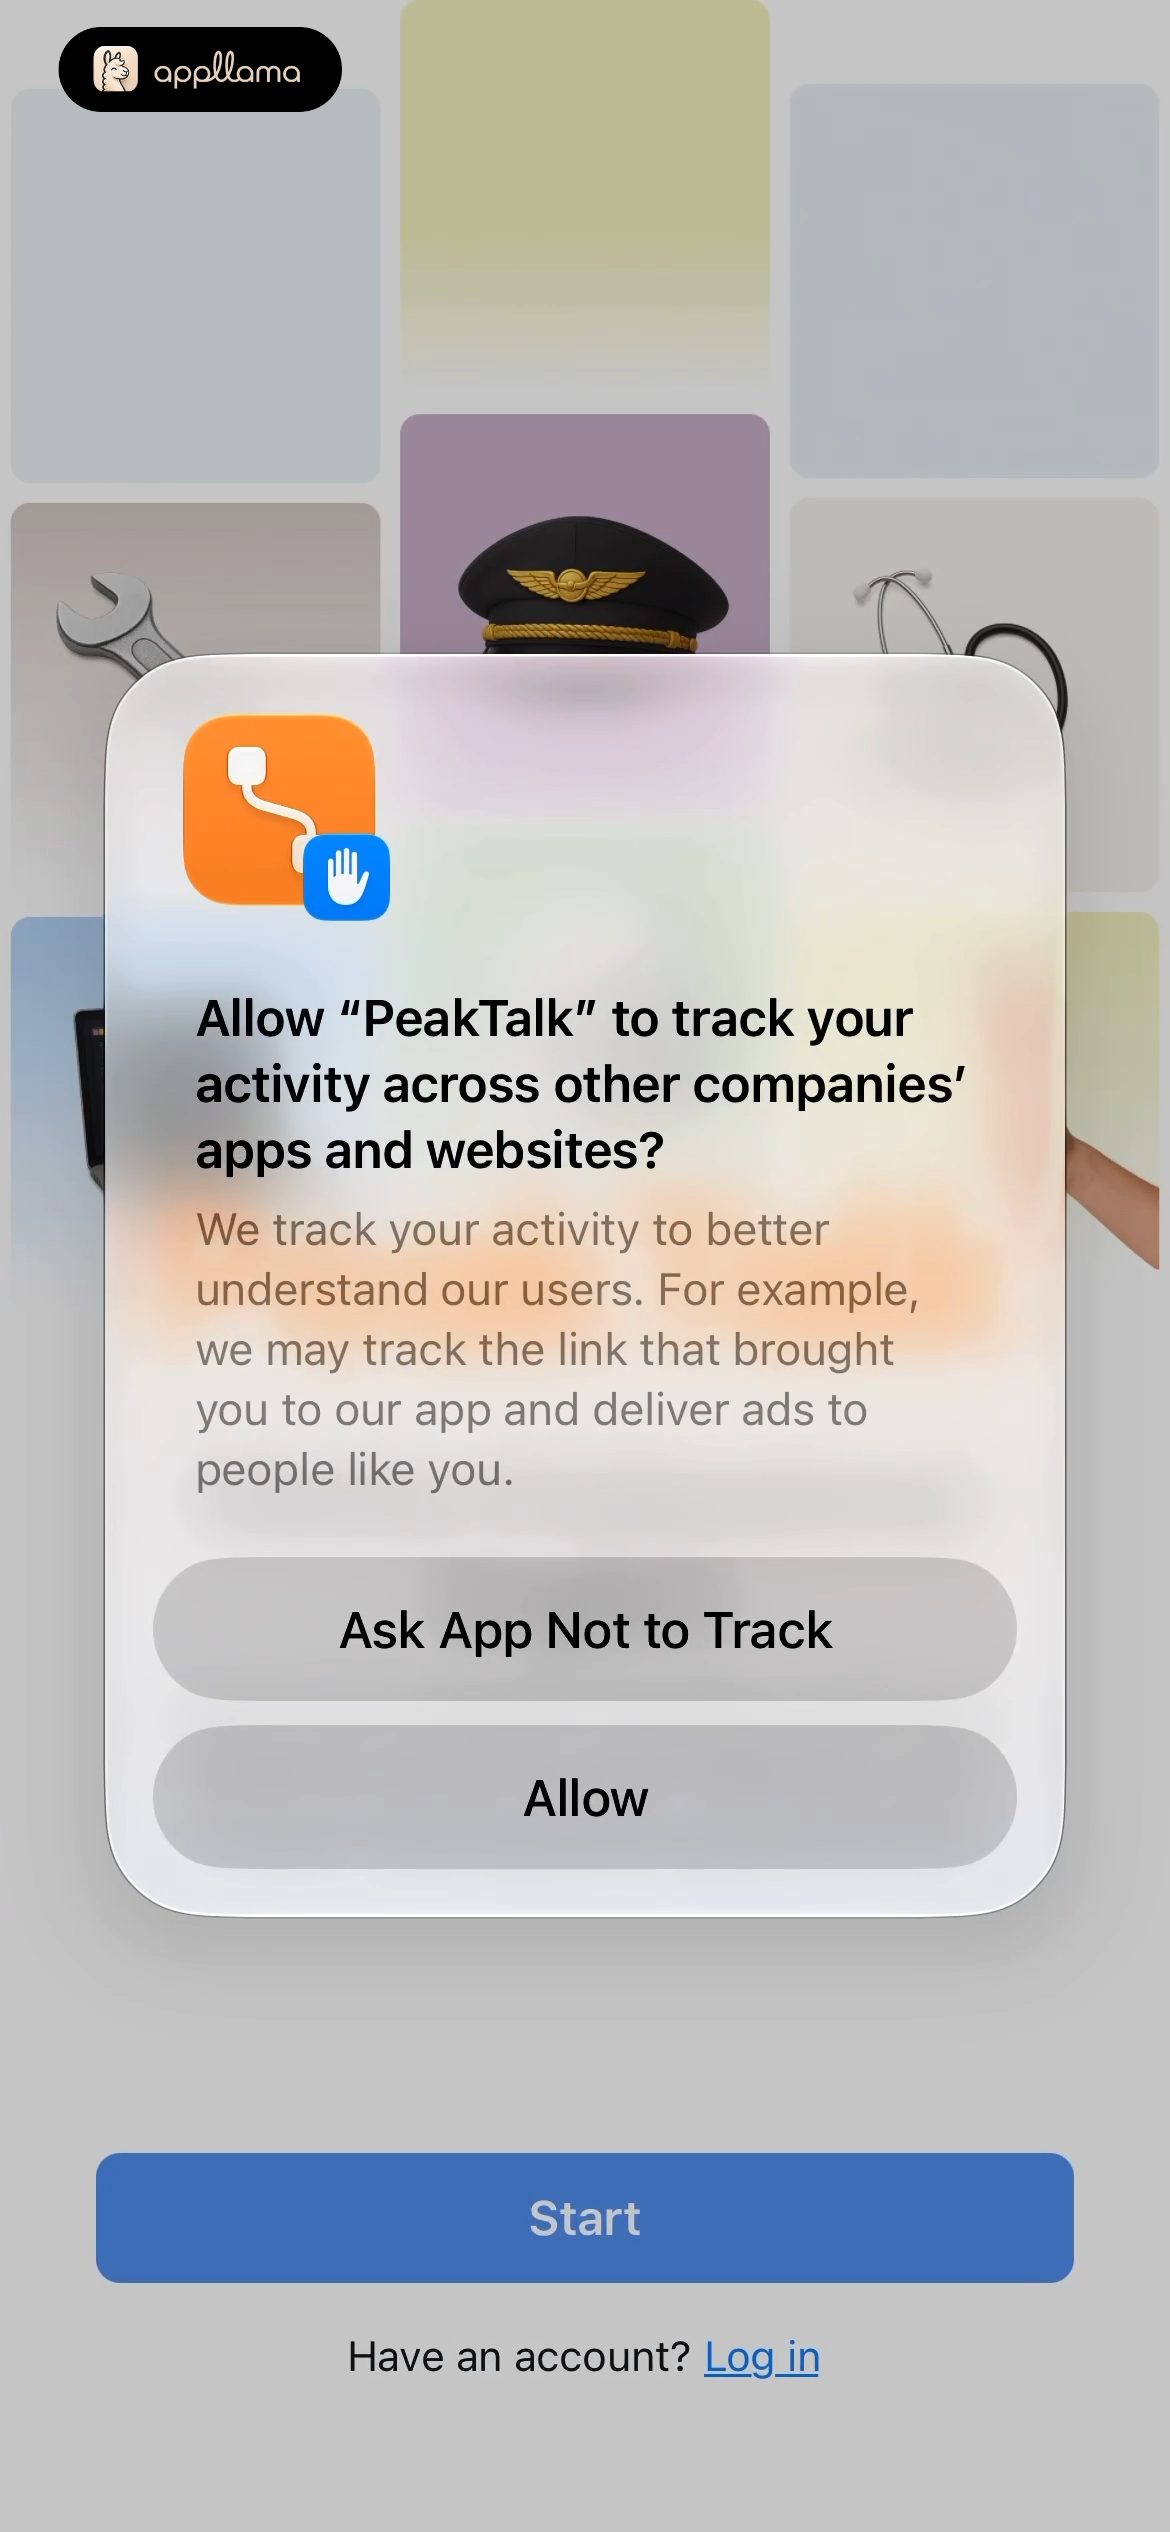 appllama
Allow “PeakTalk” to track your
activity across other companies’
apps and websites?
We track your activity to better
understand our users. For example,
we may track the link that brought
you to our app and deliver ads to
people like you.
Ask App Not to Track
Allow
Start
Have an account? Log in